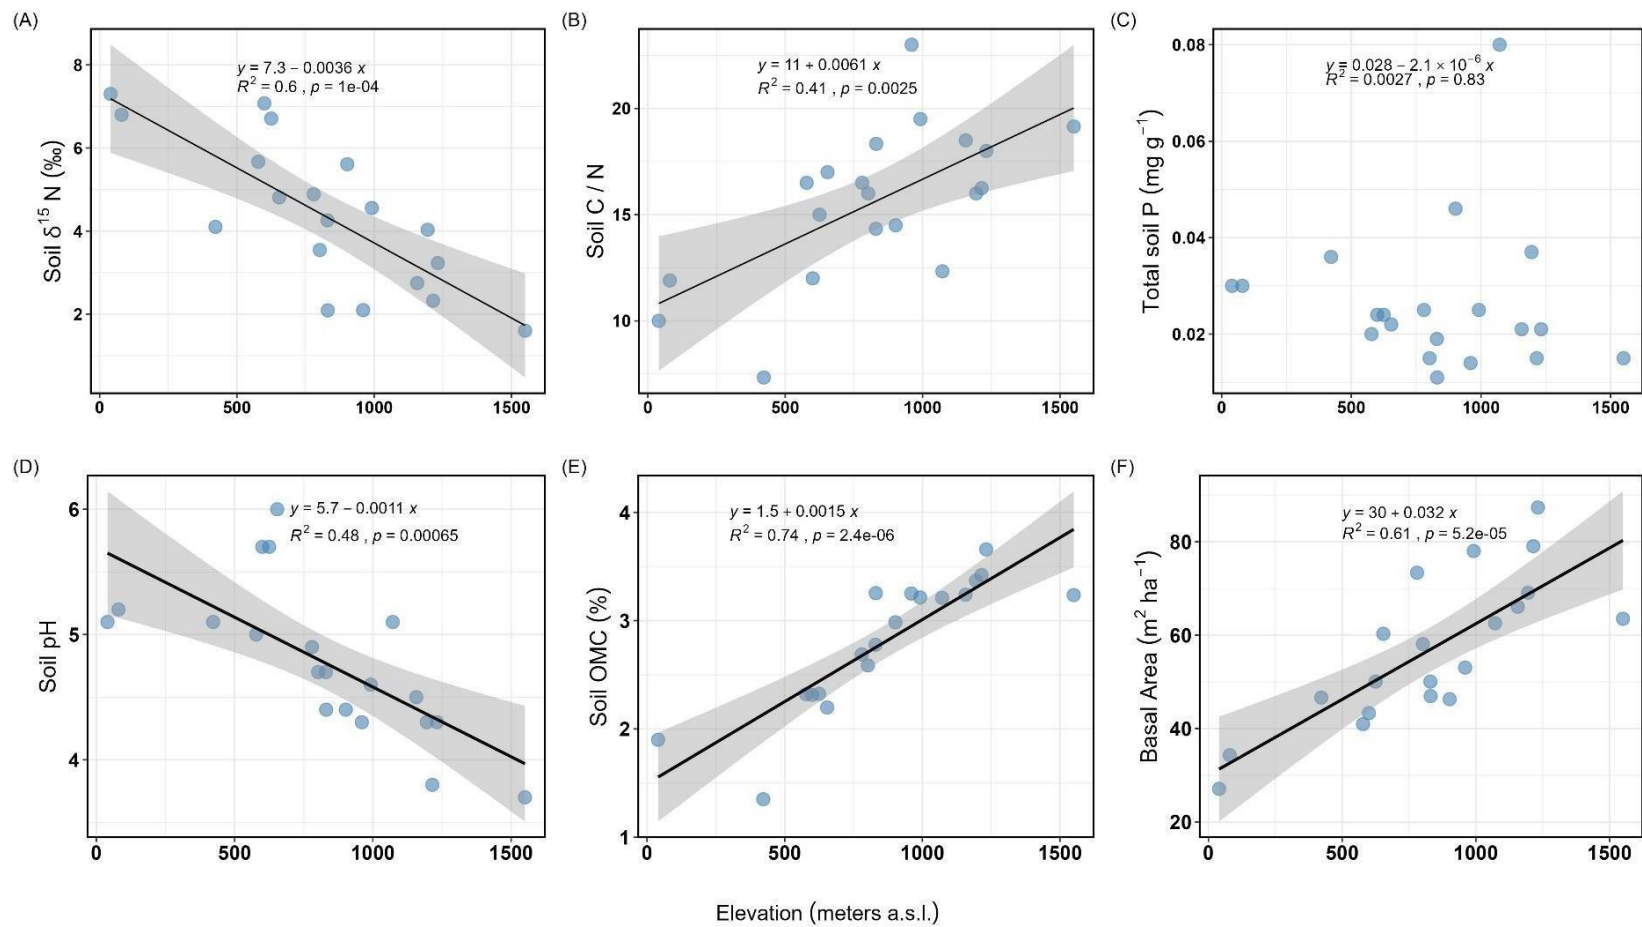 (A)
y = 7.3 – 0.0036 x
R² = 0.6 , p = 1e-04
Soil δ¹⁵ N (‰)
8
6
4
2
0 500 1000 1500
(B)
y = 11 + 0.0061 x
R² = 0.41 , p = 0.0025
Soil C / N
20
15
10
0 500 1000 1500
(C)
y = 0.028 – 2.1 × 10⁻⁶ x
R² = 0.0027 , p = 0.83
Total soil P (mg g⁻¹)
0.08
0.06
0.04
0.02
0 500 1000 1500
(D)
y = 5.7 – 0.0011 x
R² = 0.48 , p = 0.00065
Soil pH
6
5
4
0 500 1000 1500
(E)
y = 1.5 + 0.0015 x
R² = 0.74 , p = 2.4e-06
Soil OMC (%)
4
3
2
1
0 500 1000 1500
(F)
y = 30 + 0.032 x
R² = 0.61 , p = 5.2e-05
Basal Area (m² ha⁻¹)
80
60
40
20
0 500 1000 1500
Elevation (meters a.s.l.)